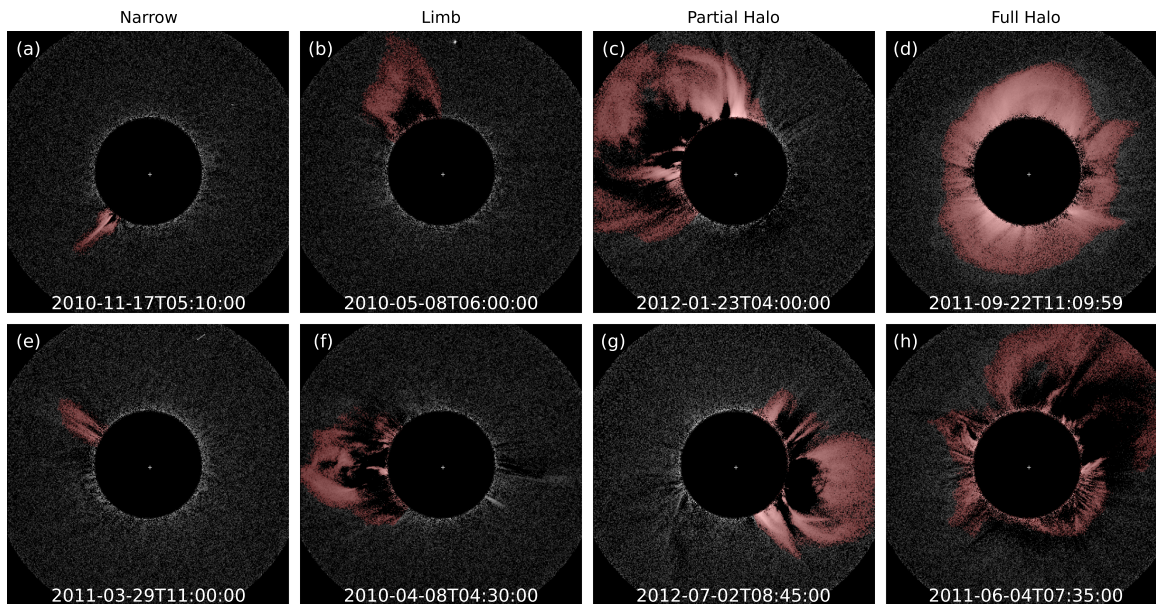 Narrow Limb Partial Halo Full Halo
(a) (b) (c) (d)
2010-11-17T05:10:00 2010-05-08T06:00:00 2012-01-23T04:00:00 2011-09-22T11:09:59
(e) (f) (g) (h)
2011-03-29T11:00:00 2010-04-08T04:30:00 2012-07-02T08:45:00 2011-06-04T07:35:00